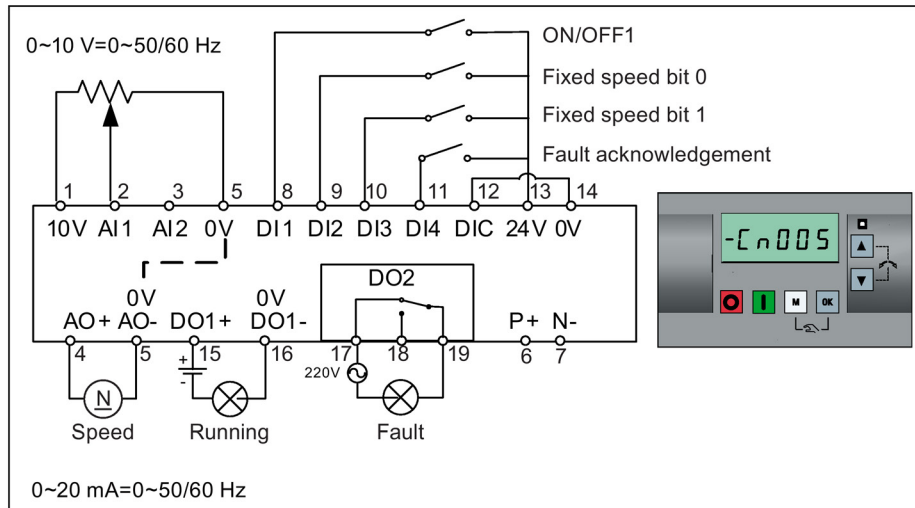 0~10 V=0~50/60 Hz
ON/OFF1
Fixed speed bit 0
Fixed speed bit 1
Fault acknowledgement
1 2 3 5 8 9 10 11 12 13 14
10V AI1 AI2 0V DI1 DI2 DI3 DI4 DIC 24V 0V
-Cn005
M OK
0V 0V DO2
AO+ AO- DO1+ DO1- P+ N-
4 5 15 16 17 18 19 6 7
+
-
220V
N
Speed Running Fault
0~20 mA=0~50/60 Hz